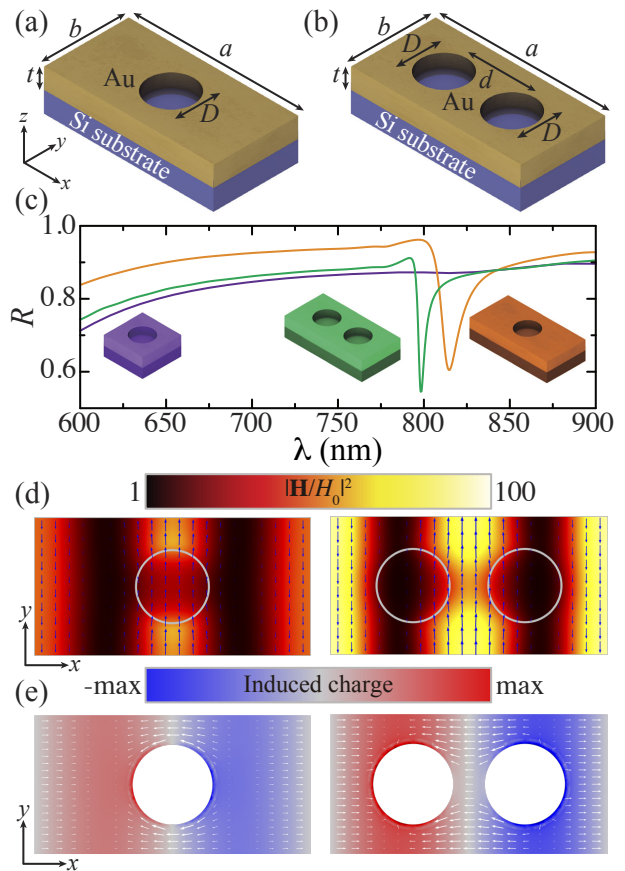 (a)
b
a
t
Au
D
Si substrate
z
y
x
(b)
b
a
D
d
t
Au
D
Si substrate
(c)
1.0
0.8
0.6
R
600 650 700 750 800 850 900
λ (nm)
(d)
1 |H/H₀|² 100
y
x
(e)
-max Induced charge max
y
x